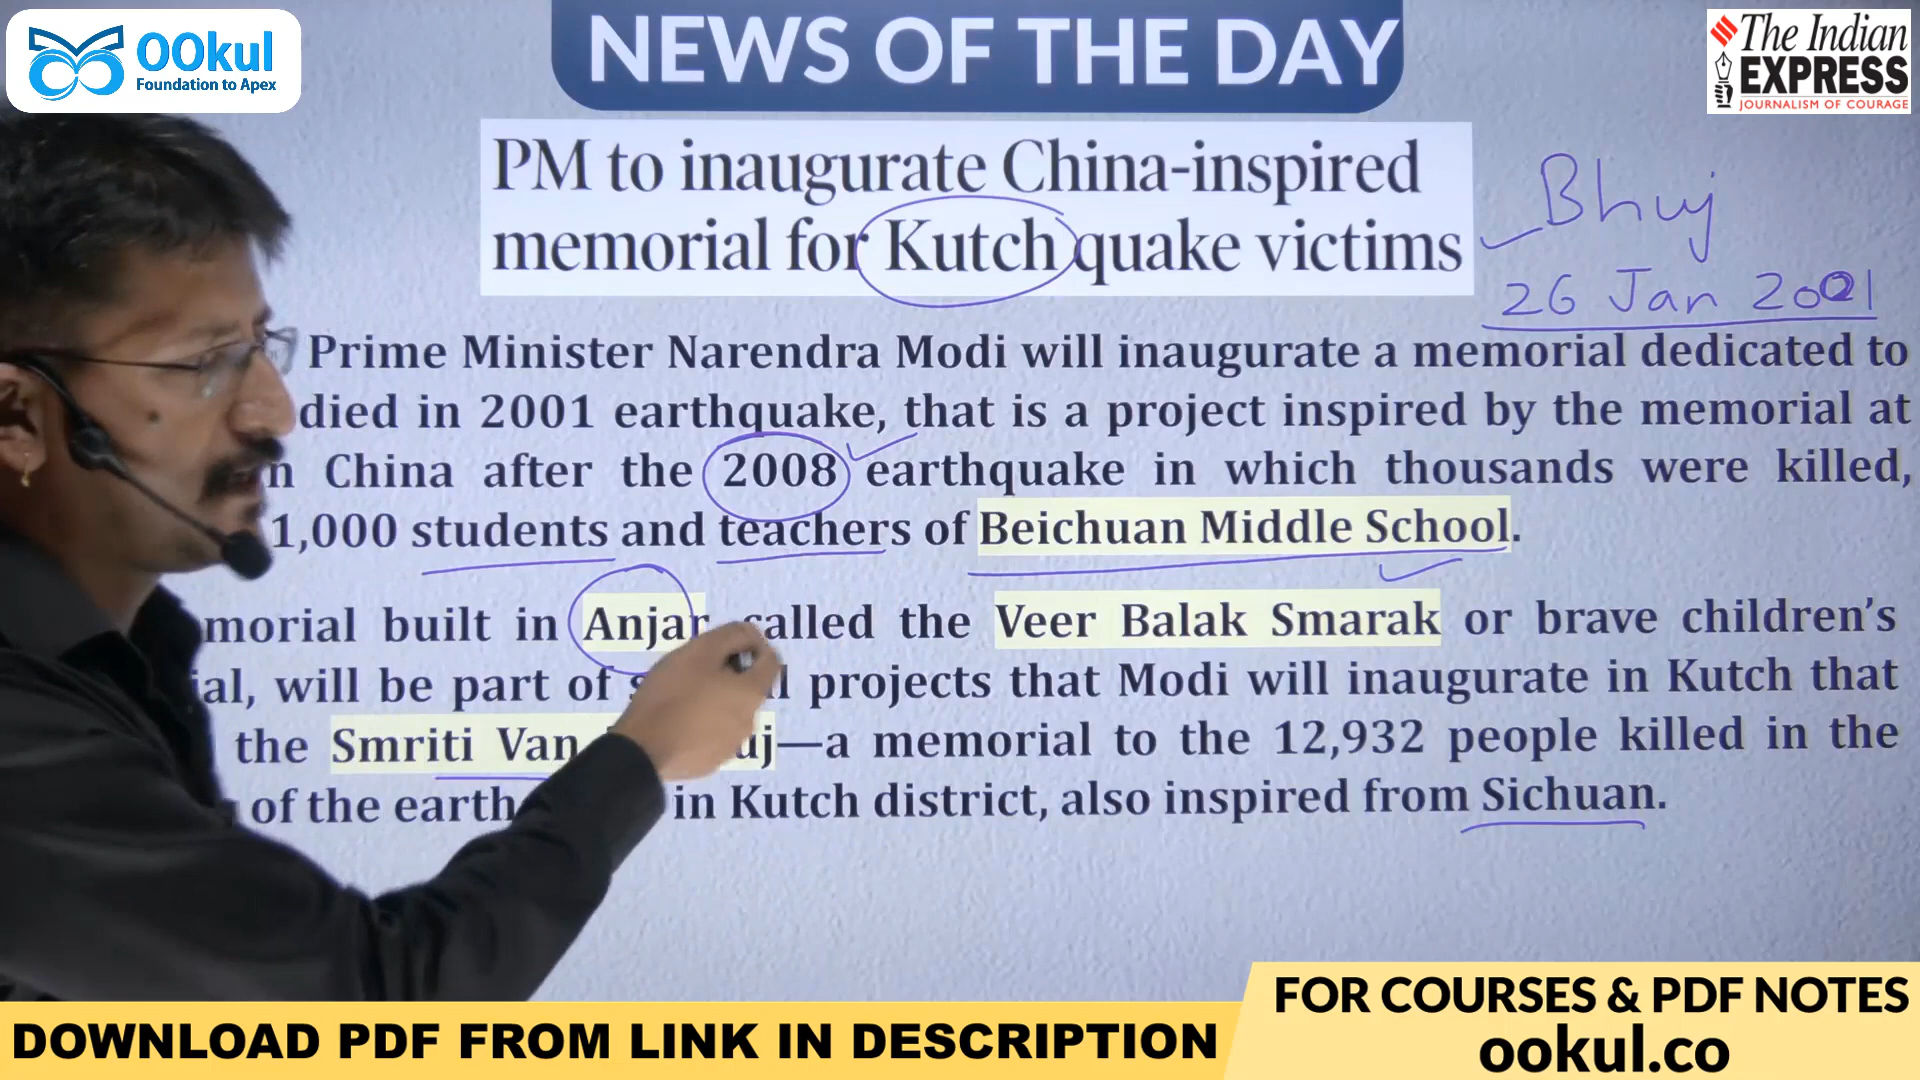 OOkul
Foundation to Apex
NEWS OF THE DAY
The Indian
EXPRESS
JOURNALISM OF COURAGE
PM to inaugurate China-inspired
memorial for Kutch quake victims
Bhuj
26 Jan 2001
Prime Minister Narendra Modi will inaugurate a memorial dedicated to
died in 2001 earthquake, that is a project inspired by the memorial at
China after the 2008 earthquake in which thousands were killed,
1,000 students and teachers of Beichuan Middle School.
morial built in Anjar called the Veer Balak Smarak or brave children's
ial, will be part of projects that Modi will inaugurate in Kutch that
the Smriti Van uj—a memorial to the 12,932 people killed in the
of the earth in Kutch district, also inspired from Sichuan.
DOWNLOAD PDF FROM LINK IN DESCRIPTION
FOR COURSES & PDF NOTES
ookul.co